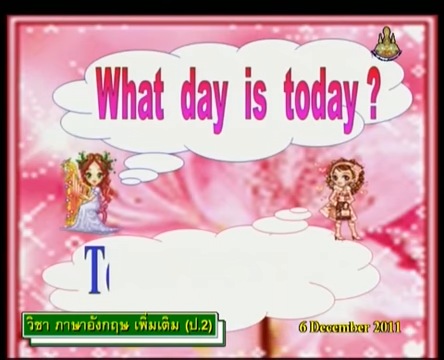 What day is today ?
วิชา ภาษาอังกฤษ เพิ่มเติม (ป.2)
6 December 2011